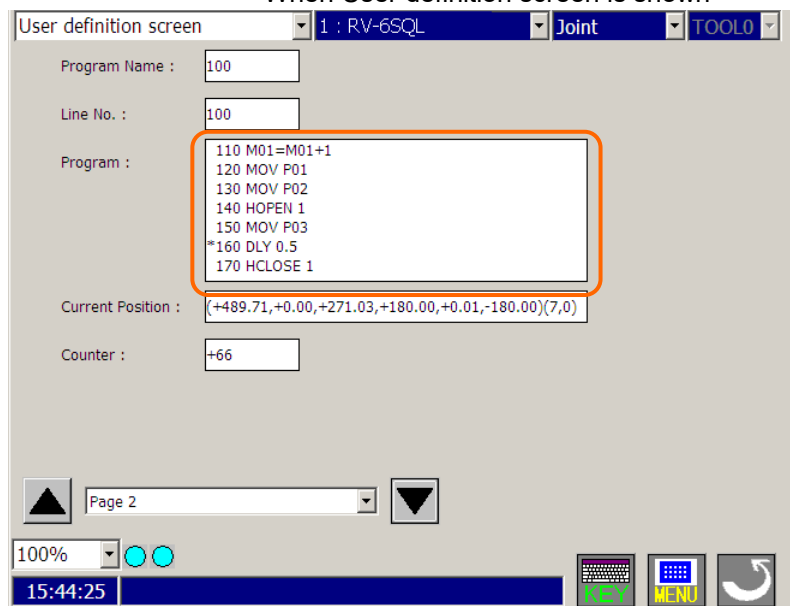 When User definition screen is shown
User definition screen 1 : RV-6SQL Joint TOOL0
Program Name : 100
Line No. : 100
Program :
110 M01=M01+1
120 MOV P01
130 MOV P02
140 HOPEN 1
150 MOV P03
*160 DLY 0.5
170 HCLOSE 1
Current Position : (+489.71,+0.00,+271.03,+180.00,+0.01,-180.00)(7,0)
Counter : +66
Page 2
100%
15:44:25
KEY MENU